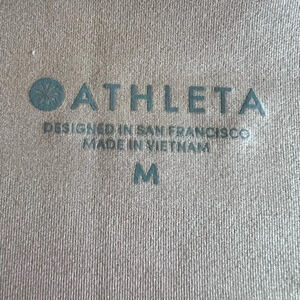 ATHLETA
DESIGNED IN SAN FRANCISCO
MADE IN VIETNAM
M